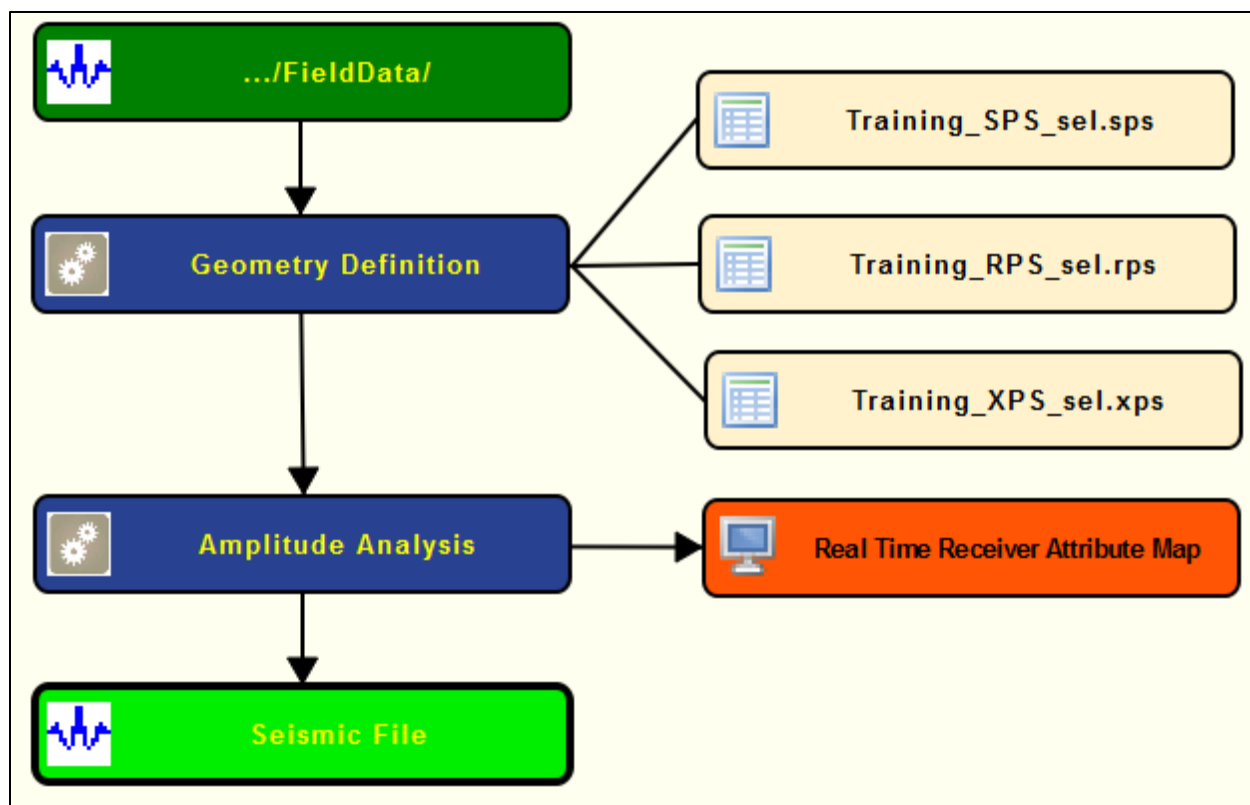 .../FieldData/
Training_SPS_sel.sps
Geometry Definition
Training_RPS_sel.rps
Training_XPS_sel.xps
Amplitude Analysis
Real Time Receiver Attribute Map
Seismic File